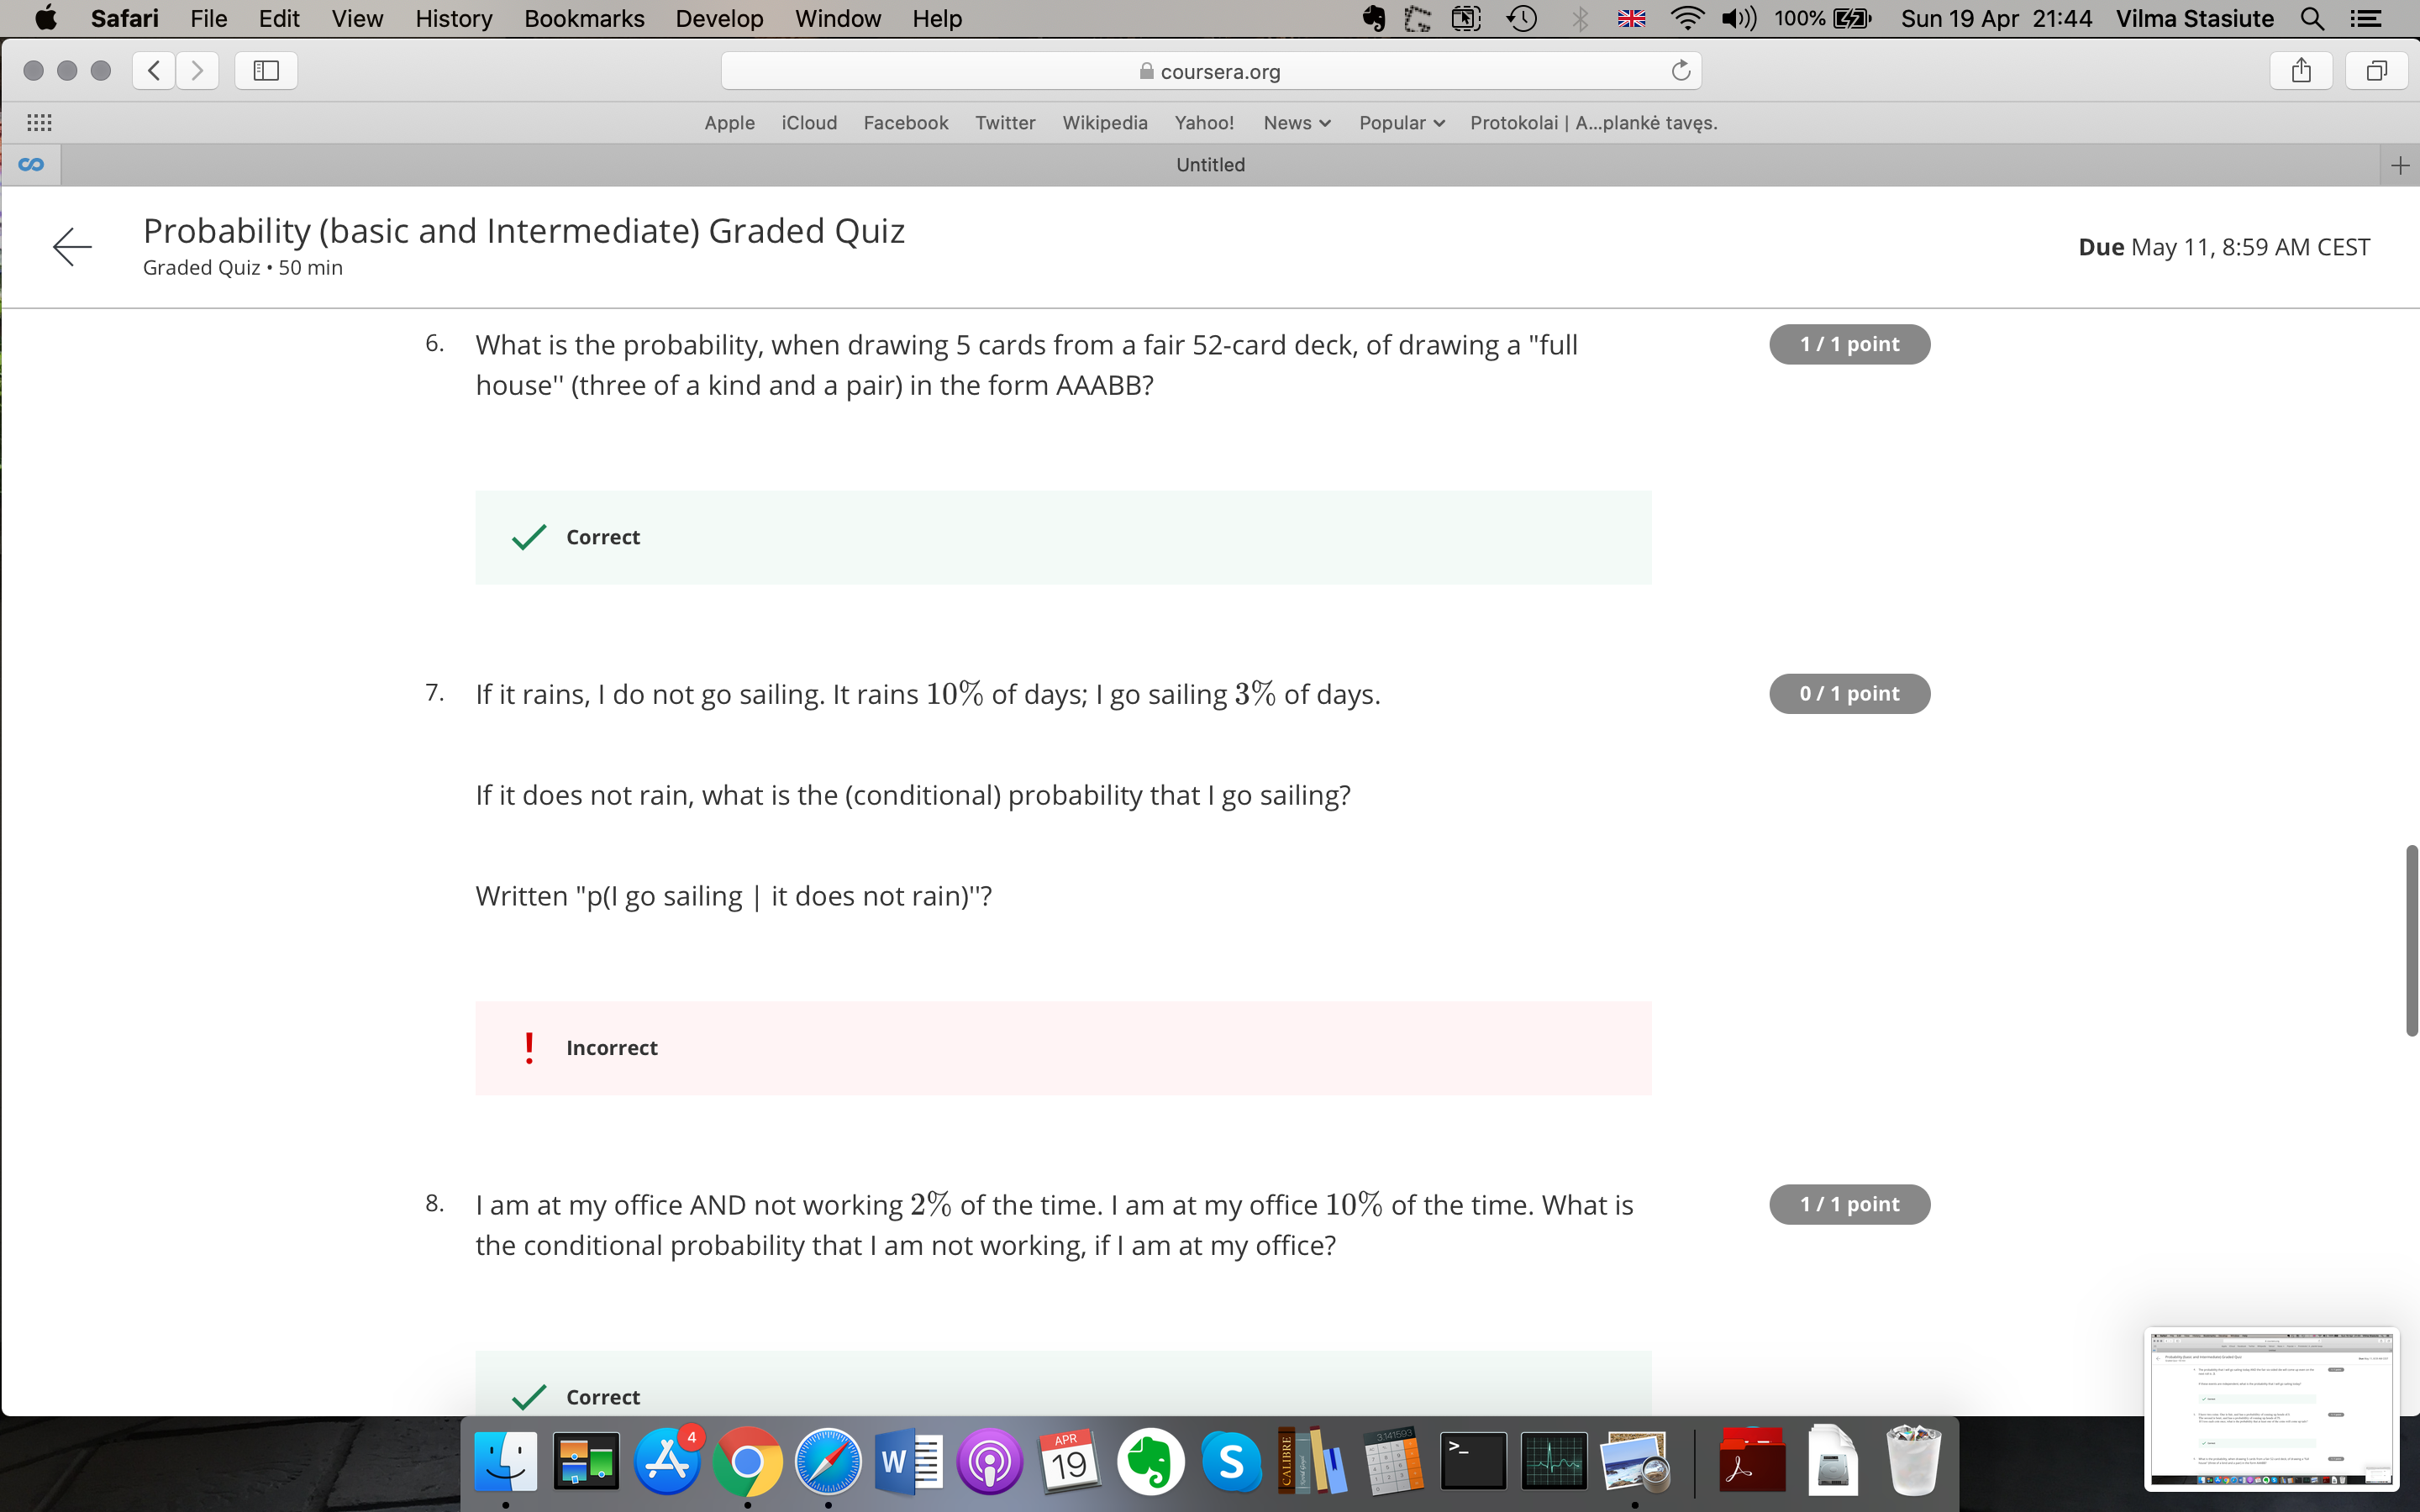 Safari File Edit View History Bookmarks Develop Window Help 100% Sun 19 Apr 21:44 Vilma Stasiute
coursera.org
Apple iCloud Facebook Twitter Wikipedia Yahoo! News Popular Protokolai | A...plankė tavęs.
Untitled
Probability (basic and Intermediate) Graded Quiz
Graded Quiz • 50 min
Due May 11, 8:59 AM CEST
6. What is the probability, when drawing 5 cards from a fair 52-card deck, of drawing a "full
house'' (three of a kind and a pair) in the form AAABB?
1 / 1 point
Correct
7. If it rains, I do not go sailing. It rains 10% of days; I go sailing 3% of days.
0 / 1 point
If it does not rain, what is the (conditional) probability that I go sailing?
Written "p(I go sailing | it does not rain)''?
Incorrect
8. I am at my office AND not working 2% of the time. I am at my office 10% of the time. What is
the conditional probability that I am not working, if I am at my office?
1 / 1 point
Correct
4
W
APR
19
S
CALIBRE
3.141593
>_